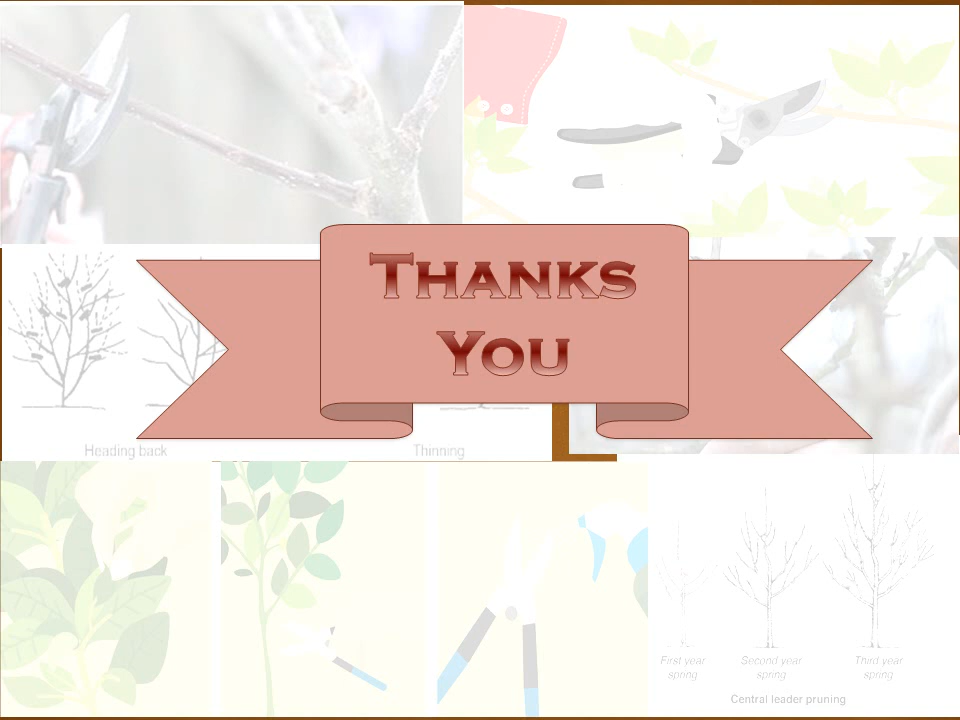 THANKS
YOU
Heading back
Thinning
First year
spring
Second year
spring
Third year
spring
Central leader pruning